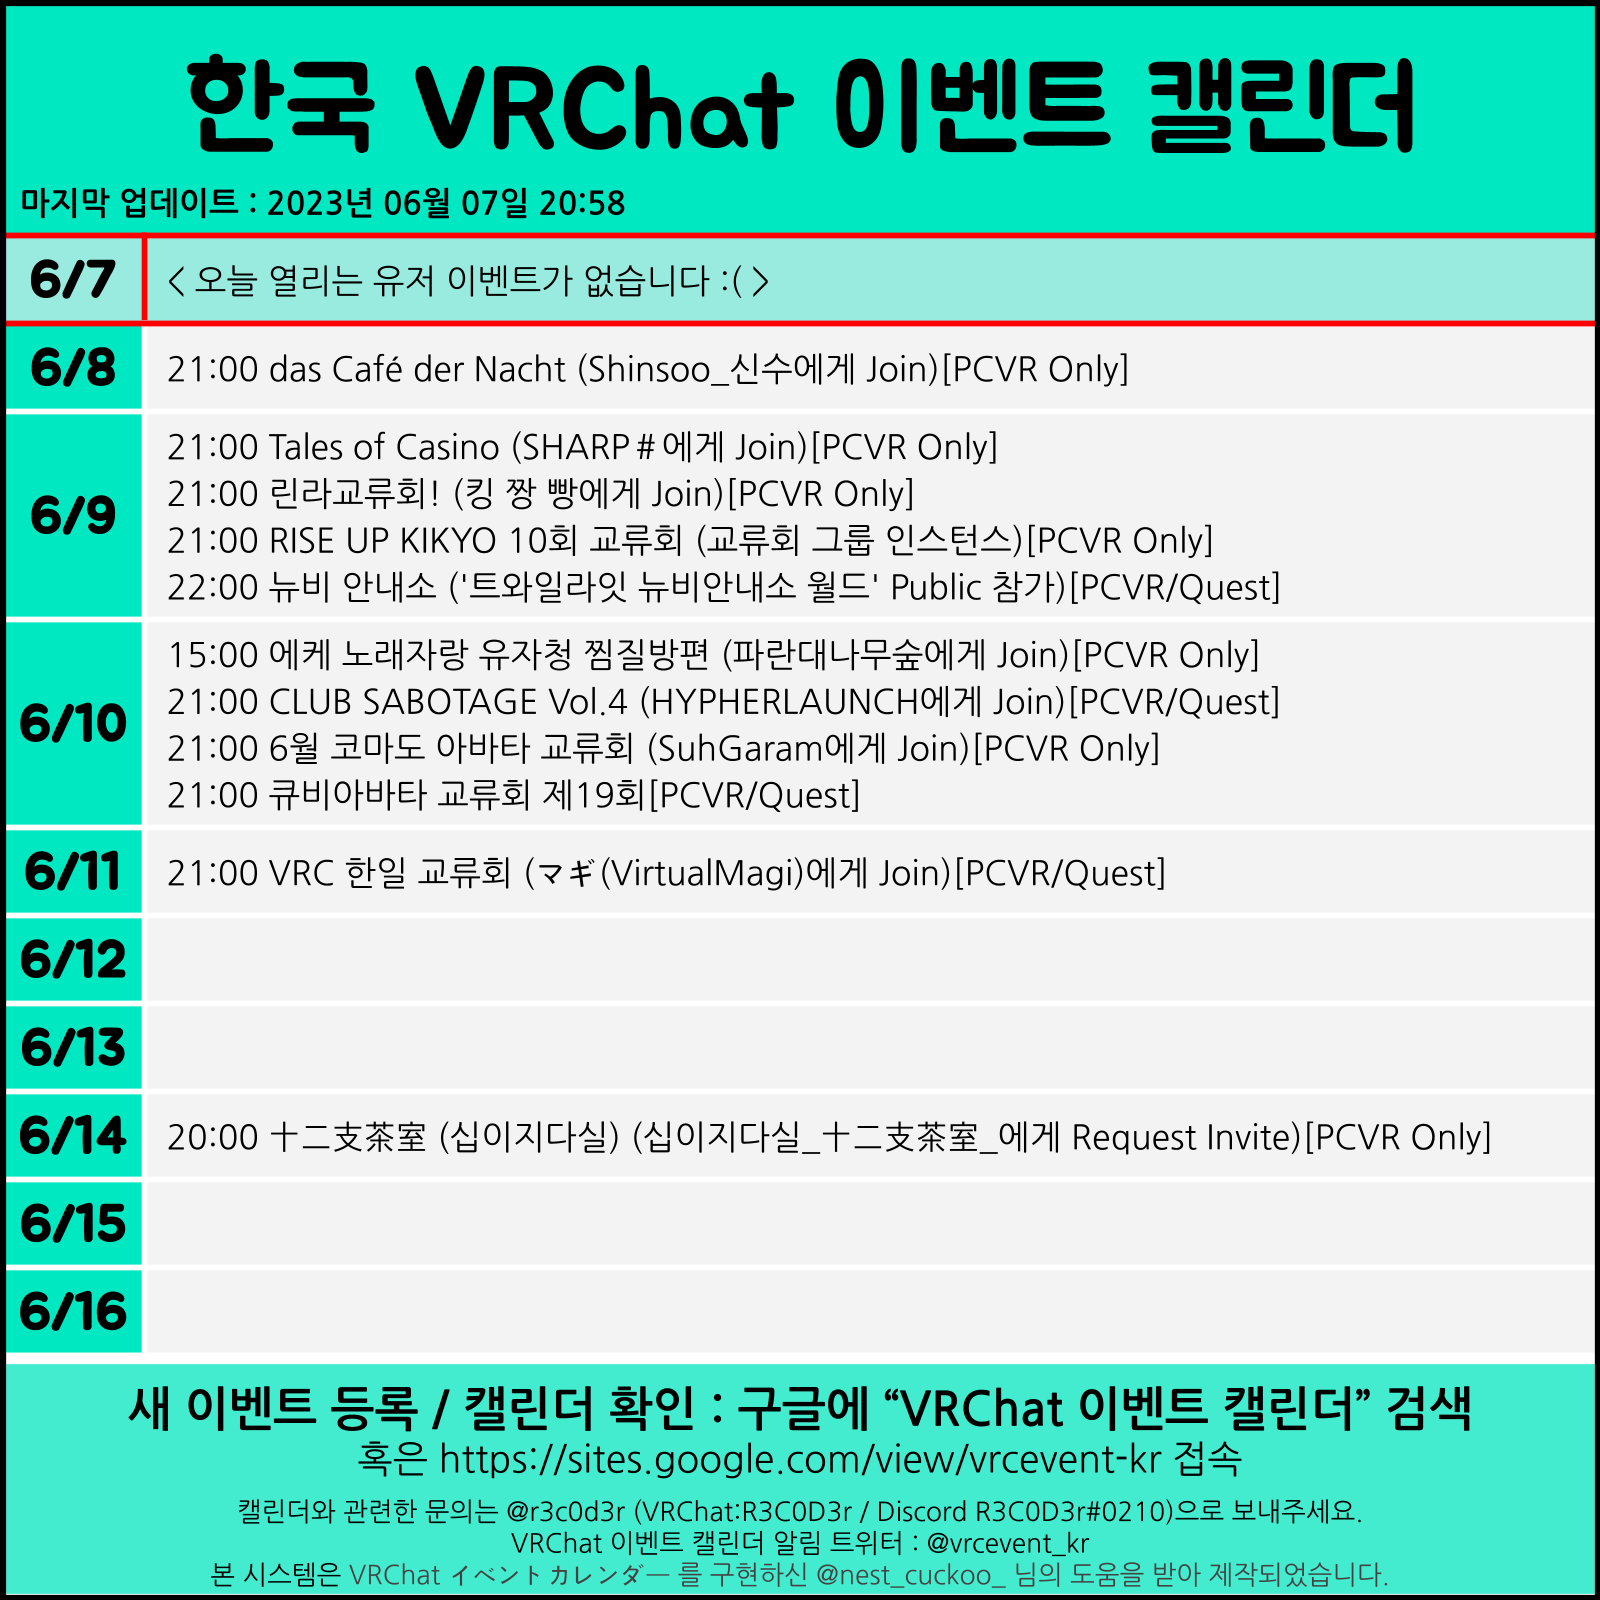 한국 VRChat 이벤트 캘린더
마지막 업데이트 : 2023년 06월 07일 20:58
6/7
< 오늘 열리는 유저 이벤트가 없습니다 :( >
6/8
21:00 das Café der Nacht (Shinsoo_신수에게 Join)[PCVR Only]
6/9
21:00 Tales of Casino (SHARP#에게 Join)[PCVR Only]
21:00 린라교류회! (킹 짱 빵에게 Join)[PCVR Only]
21:00 RISE UP KIKYO 10회 교류회 (교류회 그룹 인스턴스)[PCVR Only]
22:00 뉴비 안내소 ('트와일라잇 뉴비안내소 월드' Public 참가)[PCVR/Quest]
6/10
15:00 에케 노래자랑 유자청 찜질방편 (파란대나무숲에게 Join)[PCVR Only]
21:00 CLUB SABOTAGE Vol.4 (HYPHERLAUNCH에게 Join)[PCVR/Quest]
21:00 6월 코마도 아바타 교류회 (SuhGaram에게 Join)[PCVR Only]
21:00 큐비아바타 교류회 제19회[PCVR/Quest]
6/11
21:00 VRC 한일 교류회 (マギ(VirtualMagi)에게 Join)[PCVR/Quest]
6/12
6/13
6/14
20:00 十二支茶室 (십이지다실) (십이지다실_十二支茶室_에게 Request Invite)[PCVR Only]
6/15
6/16
새 이벤트 등록 / 캘린더 확인 : 구글에 “VRChat 이벤트 캘린더” 검색
혹은 https://sites.google.com/view/vrcevent-kr 접속
캘린더와 관련한 문의는 @r3c0d3r (VRChat:R3C0D3r / Discord R3C0D3r#0210)으로 보내주세요.
VRChat 이벤트 캘린더 알림 트위터 : @vrcevent_kr
본 시스템은 VRChat イベントカレンダー 를 구현하신 @nest_cuckoo_ 님의 도움을 받아 제작되었습니다.